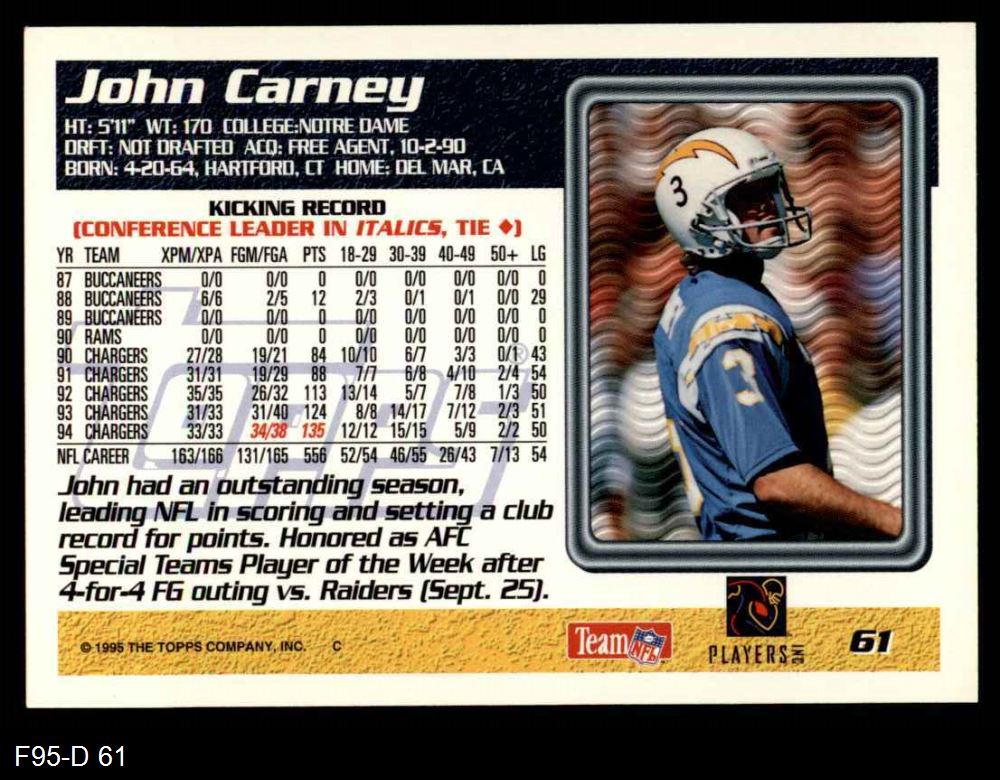 John Carney
HT: 5'11" WT: 170 COLLEGE:NOTRE DAME
DRFT: NOT DRAFTED ACQ: FREE AGENT, 10-2-90
BORN: 4-20-64, HARTFORD, CT HOME: DEL MAR, CA
KICKING RECORD
(CONFERENCE LEADER IN ITALICS, TIE ◆)
YR TEAM XPM/XPA FGM/FGA PTS 18-29 30-39 40-49 50+ LG
87 BUCCANEERS 0/0 0/0 0 0/0 0/0 0/0 0/0 0
88 BUCCANEERS 6/6 2/5 12 2/3 0/1 0/1 0/0 29
89 BUCCANEERS 0/0 0/0 0 0/0 0/0 0/0 0/0 0
90 RAMS 0/0 0/0 0 0/0 0/0 0/0 0/0 0
90 CHARGERS 27/28 19/21 84 10/10 6/7 3/3 0/1 43
91 CHARGERS 31/31 19/29 88 7/7 6/8 4/10 2/4 54
92 CHARGERS 35/35 26/32 113 13/14 5/7 7/8 1/3 50
93 CHARGERS 31/33 31/40 124 8/8 14/17 7/12 2/3 51
94 CHARGERS 33/33 34/38 135 12/12 15/15 5/9 2/2 50
NFL CAREER 163/166 131/165 556 52/54 46/55 26/43 7/13 54
Topps ®
John had an outstanding season,
leading NFL in scoring and setting a club
record for points. Honored as AFC
Special Teams Player of the Week after
4-for-4 FG outing vs. Raiders (Sept. 25).
3
3
© 1995 THE TOPPS COMPANY, INC. C
Team NFL
PLAYERS INC
61
F95-D 61